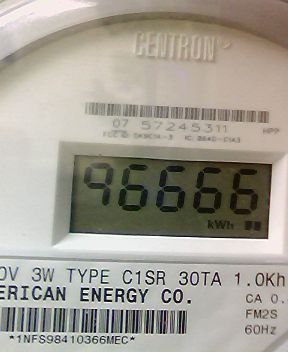 CENTRON
07 57245311 HPP
96666
kWh
0V 3W TYPE C1SR 30TA 1.0Kh
ERICAN ENERGY CO. CA 0.
FM2S
*1NFS98410366MEC* 60Hz